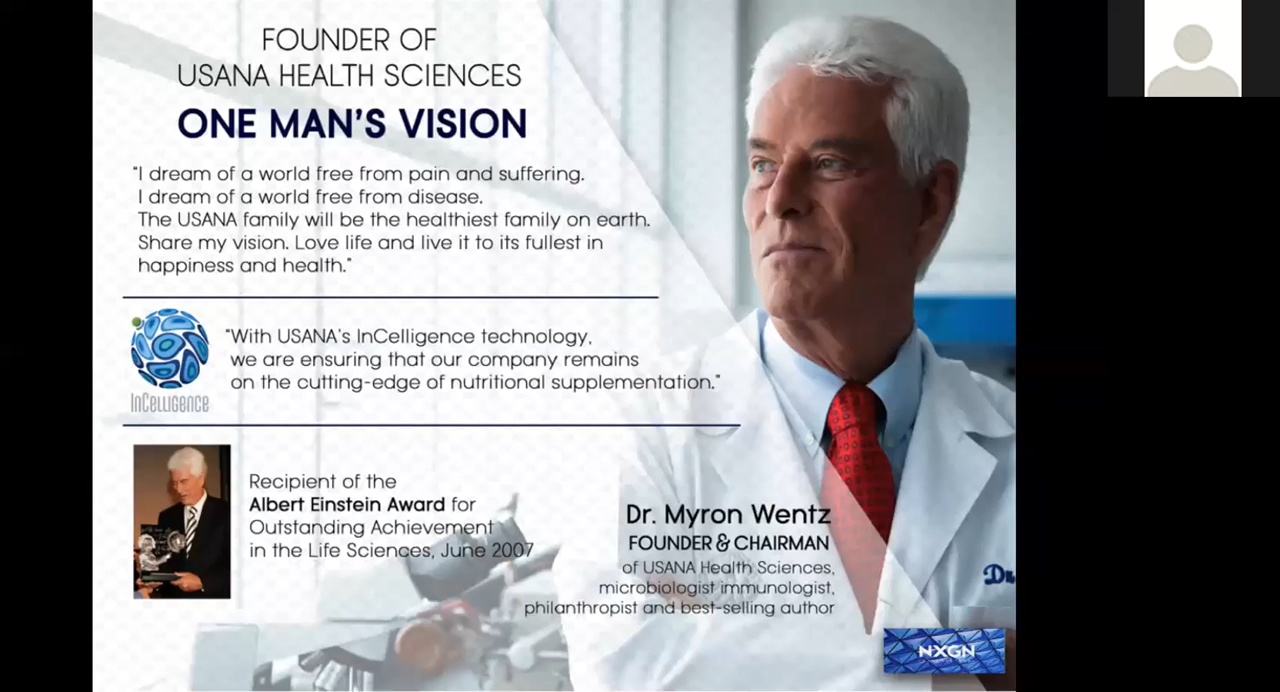 FOUNDER OF
USANA HEALTH SCIENCES
ONE MAN'S VISION
"I dream of a world free from pain and suffering.
I dream of a world free from disease.
The USANA family will be the healthiest family on earth.
Share my vision. Love life and live it to its fullest in
happiness and health."
InCelligence
"With USANA's InCelligence technology,
we are ensuring that our company remains
on the cutting-edge of nutritional supplementation."
Recipient of the
Albert Einstein Award for
Outstanding Achievement
in the Life Sciences, June 2007
Dr. Myron Wentz
FOUNDER & CHAIRMAN
of USANA Health Sciences,
microbiologist immunologist,
philanthropist and best-selling author
Dr
NXGN